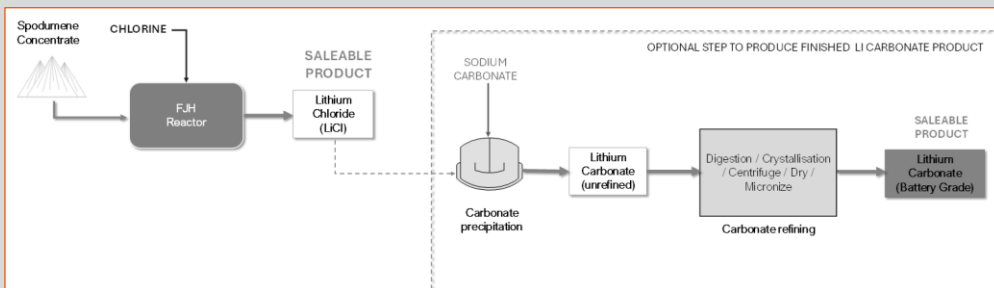 Spodumene
Concentrate
CHLORINE
FJH
Reactor
SALEABLE
PRODUCT
Lithium
Chloride
(LiCl)
OPTIONAL STEP TO PRODUCE FINISHED LI CARBONATE PRODUCT
SODIUM
CARBONATE
Carbonate
precipitation
Lithium
Carbonate
(unrefined)
Digestion / Crystallisation
/ Centrifuge / Dry /
Micronize
Carbonate refining
SALEABLE
PRODUCT
Lithium
Carbonate
(Battery Grade)